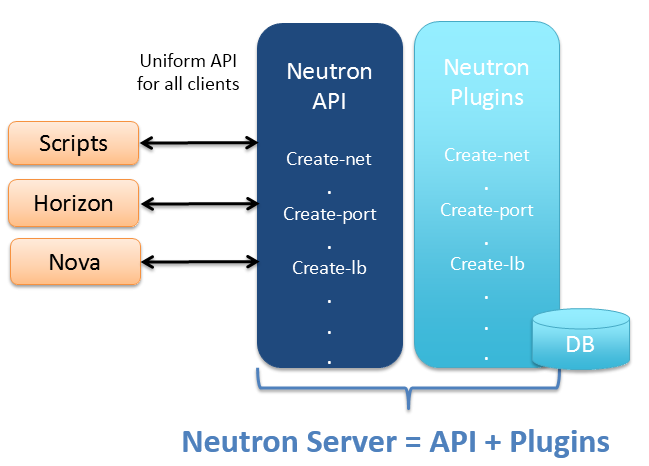 Uniform API
for all clients
Scripts
Horizon
Nova
Neutron
API
Create-net
.
Create-port
.
Create-lb
.
.
.
Neutron
Plugins
Create-net
.
Create-port
.
Create-lb
.
.
.
DB
Neutron Server = API + Plugins